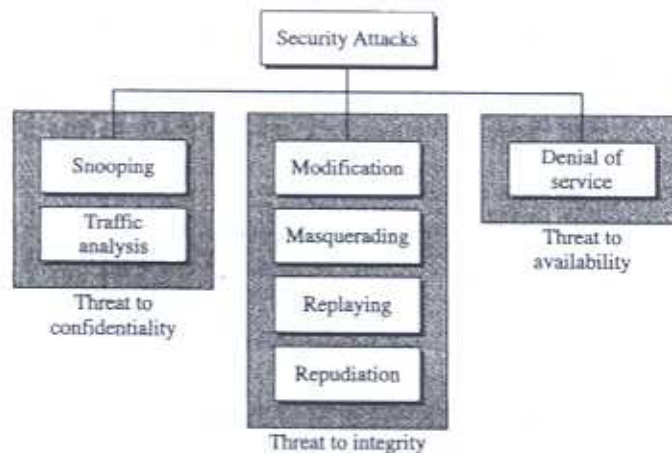 Security Attacks
Snooping
Traffic
analysis
Threat to
confidentiality
Modification
Masquerading
Replaying
Repudiation
Threat to integrity
Denial of
service
Threat to
availability